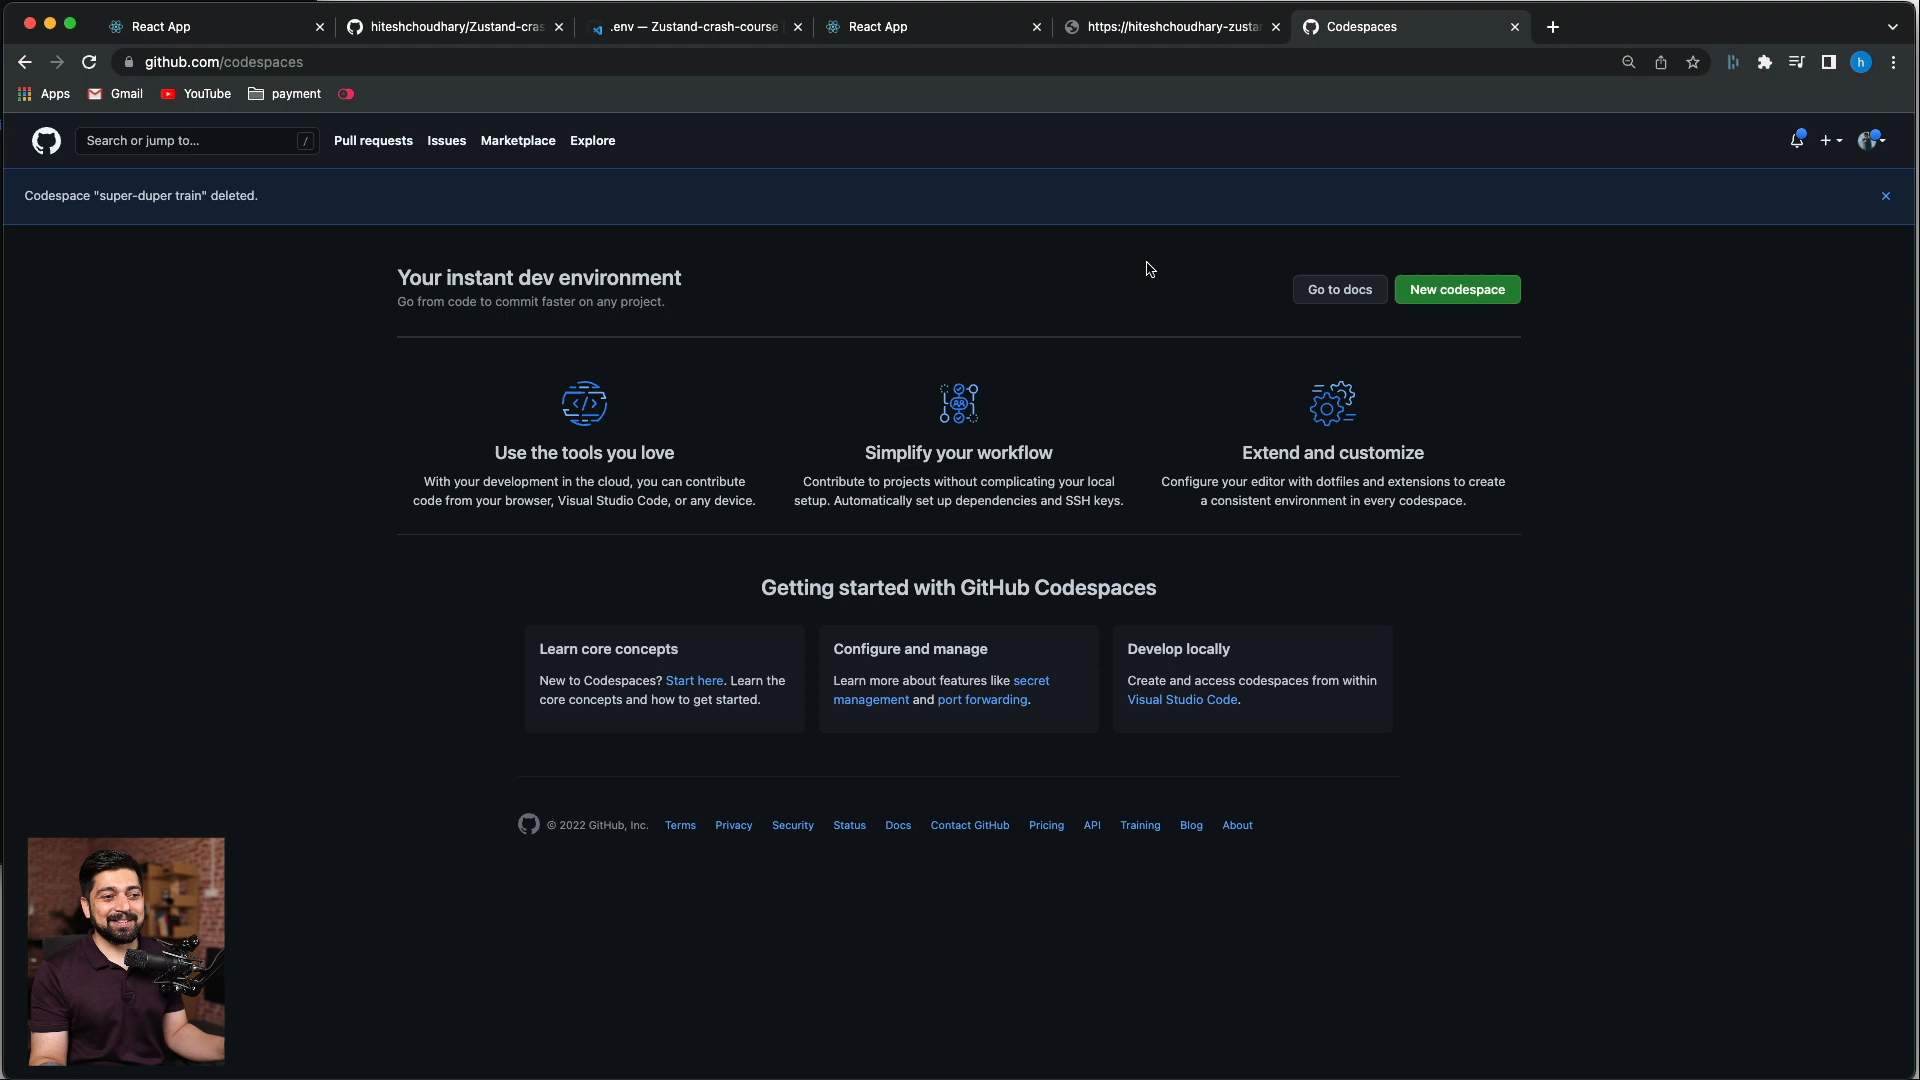 React App
hiteshchoudhary/Zustand-cras
.env — Zustand-crash-course
React App
https://hiteshchoudhary-zusta
Codespaces
github.com/codespaces
h
Apps
Gmail
YouTube
payment
Search or jump to...
/
Pull requests
Issues
Marketplace
Explore
Codespace "super-duper train" deleted.
Your instant dev environment
Go from code to commit faster on any project.
Go to docs
New codespace
Use the tools you love
With your development in the cloud, you can contribute
code from your browser, Visual Studio Code, or any device.
Simplify your workflow
Contribute to projects without complicating your local
setup. Automatically set up dependencies and SSH keys.
Extend and customize
Configure your editor with dotfiles and extensions to create
a consistent environment in every codespace.
Getting started with GitHub Codespaces
Learn core concepts
New to Codespaces? Start here. Learn the
core concepts and how to get started.
Configure and manage
Learn more about features like secret
management and port forwarding.
Develop locally
Create and access codespaces from within
Visual Studio Code.
© 2022 GitHub, Inc.
Terms
Privacy
Security
Status
Docs
Contact GitHub
Pricing
API
Training
Blog
About